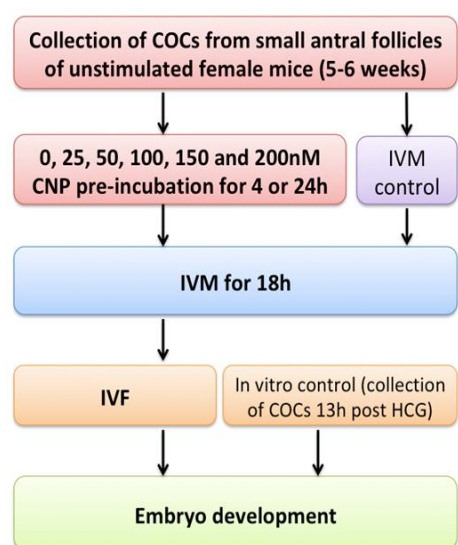 Collection of COCs from small antral follicles
of unstimulated female mice (5-6 weeks)
0, 25, 50, 100, 150 and 200nM
CNP pre-incubation for 4 or 24h
IVM
control
IVM for 18h
IVF
In vitro control (collection
of COCs 13h post HCG)
Embryo development